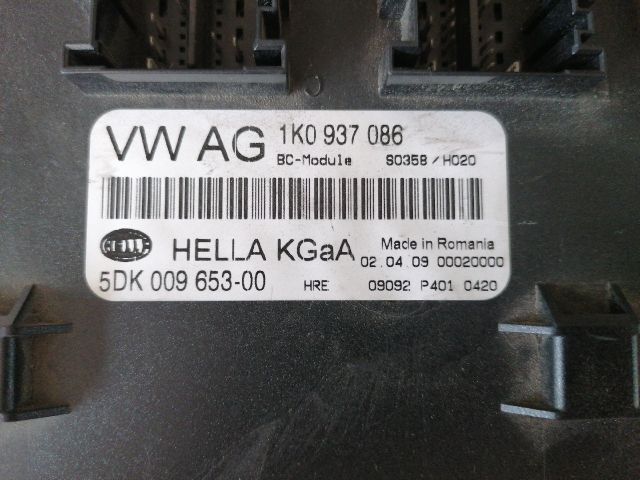 VW AG 1K0 937 086
BC-Module S0358 / H020
HELLA HELLA KGaA Made in Romania
02.04.09 00020000
5DK 009 653-00 HRE 09092 P401 0420